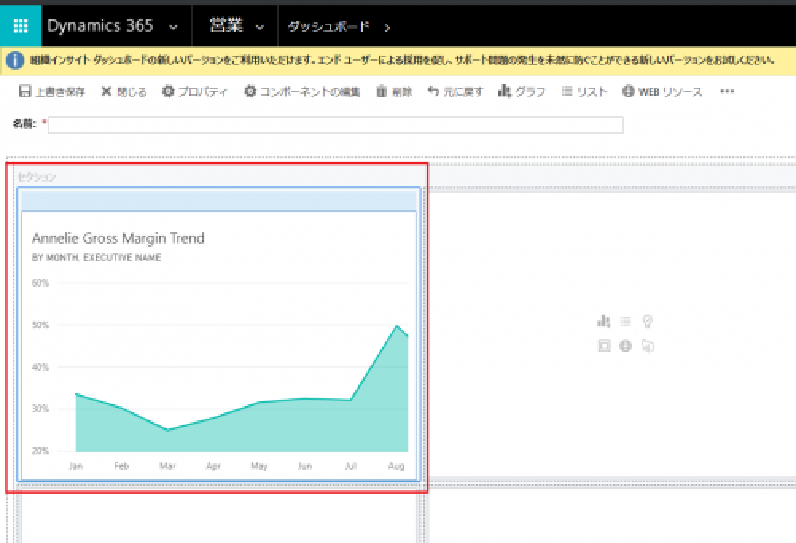 Dynamics 365 営業 ダッシュボード
組織インサイト ダッシュボードの新しいバージョンをご利用いただけます。エンド ユーザーによる採用を促し、サポート問題の発生を未然に防ぐことができる新しいバージョンをお試しください。
上書き保存 閉じる プロパティ コンポーネントの編集 削除 元に戻す グラフ リスト WEB リソース ...
名前: *
セクション
Annelie Gross Margin Trend
BY MONTH, EXECUTIVE NAME
60%
50%
40%
30%
20%
Jan Feb Mar Apr May Jun Jul Aug